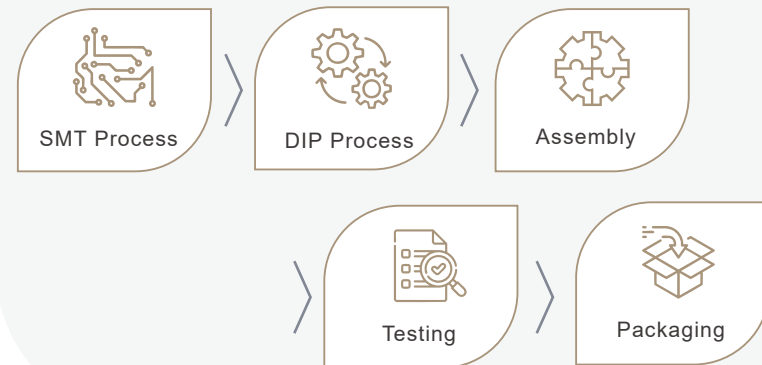 SMT Process
DIP Process
Assembly
Testing
Packaging